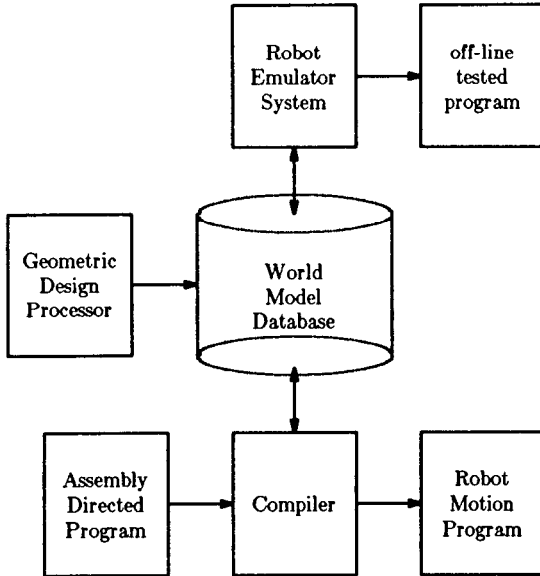 Robot
Emulator
System
off-line
tested
program
Geometric
Design
Processor
World
Model
Database
Assembly
Directed
Program
Compiler
Robot
Motion
Program